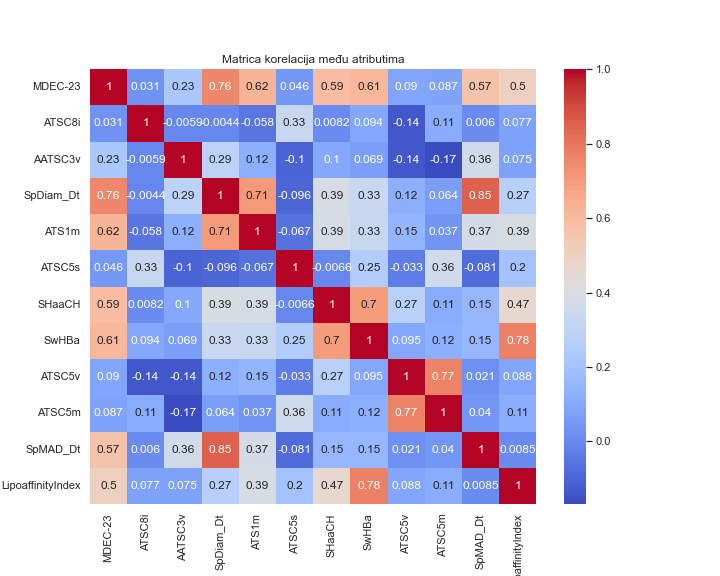 Matrica korelacija među atributima
MDEC-23 1 0.031 0.23 0.76 0.62 0.046 0.59 0.61 0.09 0.087 0.57 0.5
ATSC8i 0.031 1 -0.0059 -0.0044 -0.058 0.33 0.0082 0.094 -0.14 0.11 0.006 0.077
AATSC3v 0.23 -0.0059 1 0.29 0.12 -0.1 0.1 0.069 -0.14 -0.17 0.36 0.075
SpDiam_Dt 0.76 -0.0044 0.29 1 0.71 -0.096 0.39 0.33 0.12 0.064 0.85 0.27
ATS1m 0.62 -0.058 0.12 0.71 1 -0.067 0.39 0.33 0.15 0.037 0.37 0.39
ATSC5s 0.046 0.33 -0.1 -0.096 -0.067 1 -0.0066 0.25 -0.033 0.36 -0.081 0.2
SHaaCH 0.59 0.0082 0.1 0.39 0.39 -0.0066 1 0.7 0.27 0.11 0.15 0.47
SwHBa 0.61 0.094 0.069 0.33 0.33 0.25 0.7 1 0.095 0.12 0.15 0.78
ATSC5v 0.09 -0.14 -0.14 0.12 0.15 -0.033 0.27 0.095 1 0.77 0.021 0.088
ATSC5m 0.087 0.11 -0.17 0.064 0.037 0.36 0.11 0.12 0.77 1 0.04 0.11
SpMAD_Dt 0.57 0.006 0.36 0.85 0.37 -0.081 0.15 0.15 0.021 0.04 1 0.0085
LipoaffinityIndex 0.5 0.077 0.075 0.27 0.39 0.2 0.47 0.78 0.088 0.11 0.0085 1
MDEC-23
ATSC8i
AATSC3v
SpDiam_Dt
ATS1m
ATSC5s
SHaaCH
SwHBa
ATSC5v
ATSC5m
SpMAD_Dt
oaffinityIndex
1.0
0.8
0.6
0.4
0.2
0.0